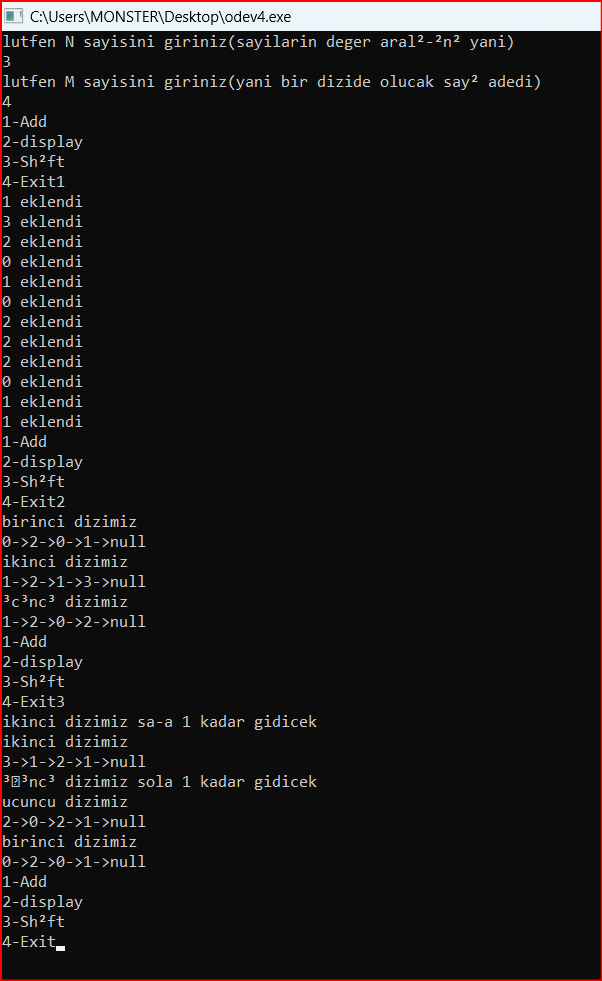 C:\Users\MONSTER\Desktop\odev4.exe
lutfen N sayisini giriniz(sayilarin deger aral²-²n² yani)
3
lutfen M sayisini giriniz(yani bir dizide olucak say² adedi)
4
1-Add
2-display
3-Sh²ft
4-Exit1
1 eklendi
3 eklendi
2 eklendi
0 eklendi
1 eklendi
0 eklendi
2 eklendi
2 eklendi
2 eklendi
0 eklendi
1 eklendi
1 eklendi
1-Add
2-display
3-Sh²ft
4-Exit2
birinci dizimiz
0->2->0->1->null
ikinci dizimiz
1->2->1->3->null
³c³nc³ dizimiz
1->2->0->2->null
1-Add
2-display
3-Sh²ft
4-Exit3
ikinci dizimiz sa-a 1 kadar gidicek
ikinci dizimiz
3->1->2->1->null
³⍰³nc³ dizimiz sola 1 kadar gidicek
ucuncu dizimiz
2->0->2->1->null
birinci dizimiz
0->2->0->1->null
1-Add
2-display
3-Sh²ft
4-Exit